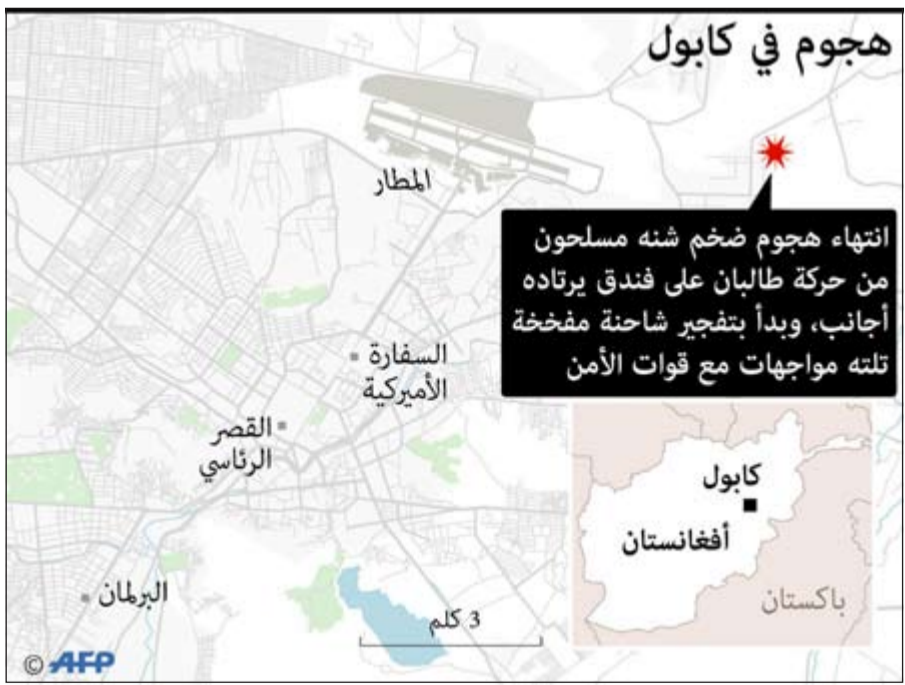 هجوم في كابول
المطار
انتهاء هجوم ضخم شنه مسلحون
من حركة طالبان على فندق يرتاده
أجانب، وبدأ بتفجير شاحنة مفخخة
تلته مواجهات مع قوات الأمن
السفارة
الأميركية
القصر
الرئاسي
كابول
أفغانستان
باكستان
البرلمان
3 كلم
© AFP